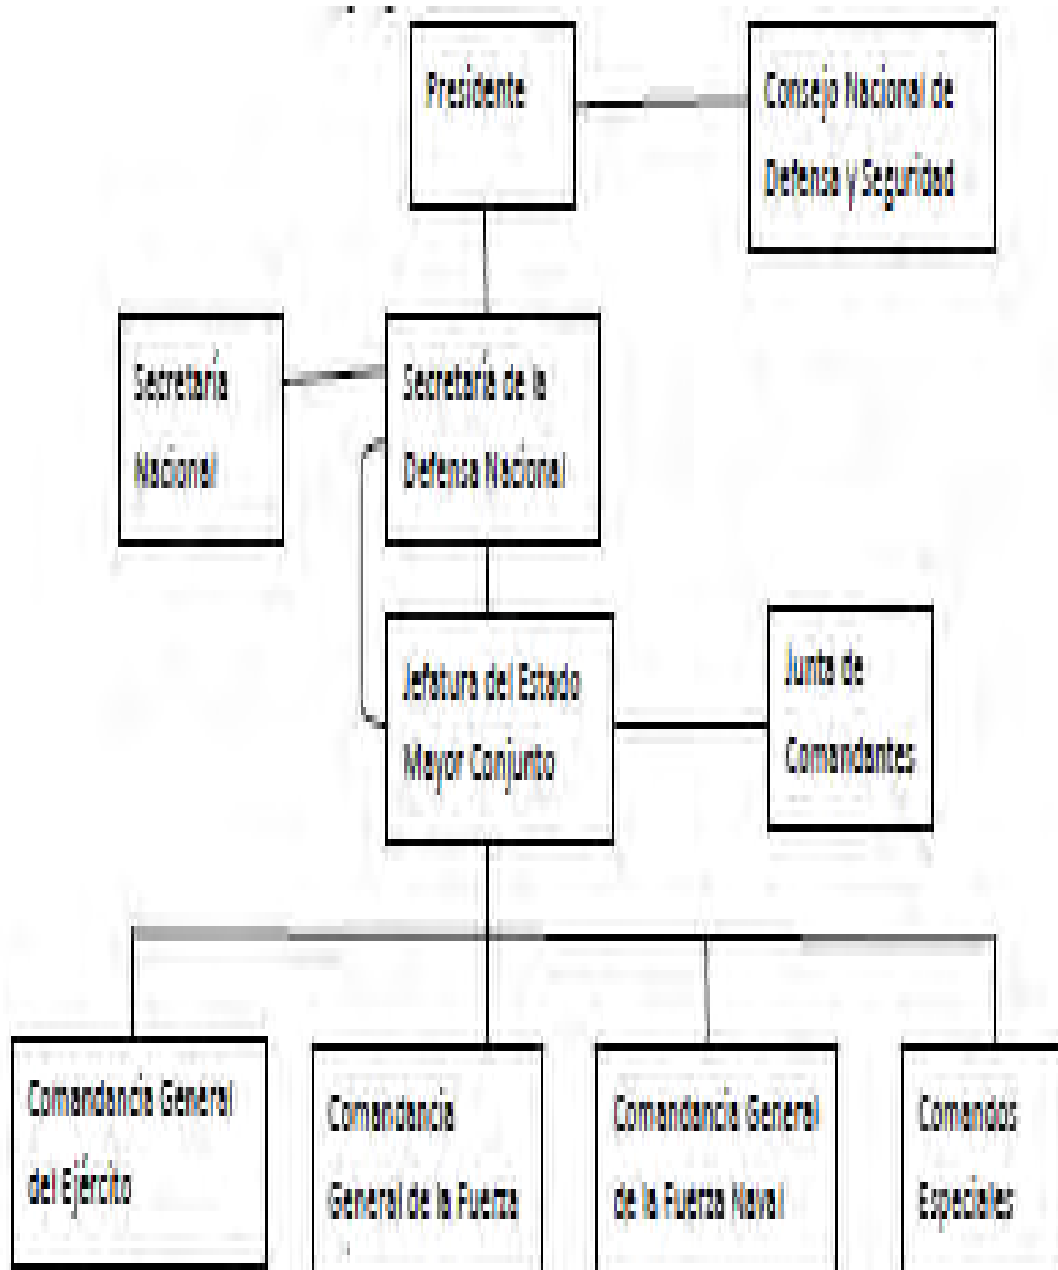 Presidente
Consejo Nacional de
Defensa y Seguridad
Secretaría
Nacional
Secretaría de la
Defensa Nacional
Jefatura del Estado
Mayor Conjunto
Junta de
Comandantes
Comandancia General
del Ejército
Comandancia
General de la Fuerza
Comandancia General
de la Fuerza Naval
Comandos
Especiales